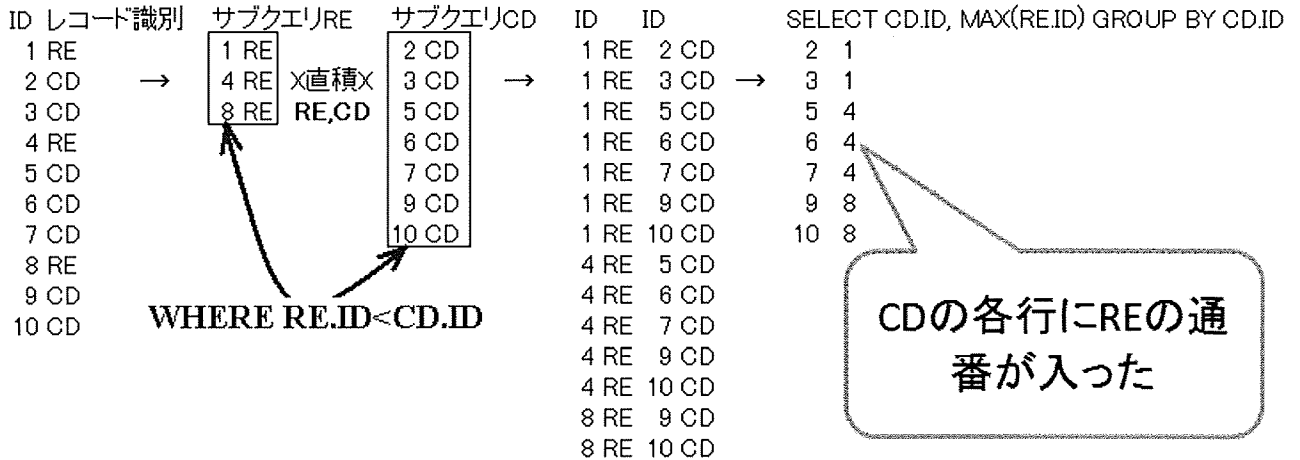 ID レコード識別 サブクエリRE サブクエリCD ID ID SELECT CD.ID, MAX(RE.ID) GROUP BY CD.ID
1 RE 1 RE 2 CD 1 RE 2 CD 2 1
2 CD → 4 RE X直積X 3 CD → 1 RE 3 CD → 3 1
3 CD 8 RE RE,CD 5 CD 1 RE 5 CD 5 4
4 RE 6 CD 1 RE 6 CD 6 4
5 CD 7 CD 1 RE 7 CD 7 4
6 CD 9 CD 1 RE 9 CD 9 8
7 CD 10 CD 1 RE 10 CD 10 8
8 RE 4 RE 5 CD
9 CD 4 RE 6 CD
10 CD WHERE RE.ID<CD.ID 4 RE 7 CD
4 RE 9 CD
4 RE 10 CD
8 RE 9 CD
8 RE 10 CD
CDの各行にREの通
番が入った